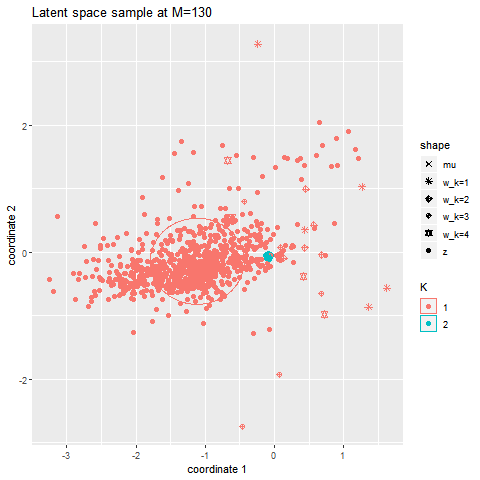 Latent space sample at M=130
coordinate 2
2
0
-2
-3
-2
-1
0
1
coordinate 1
shape
mu
w_k=1
w_k=2
w_k=3
w_k=4
z
K
1
2